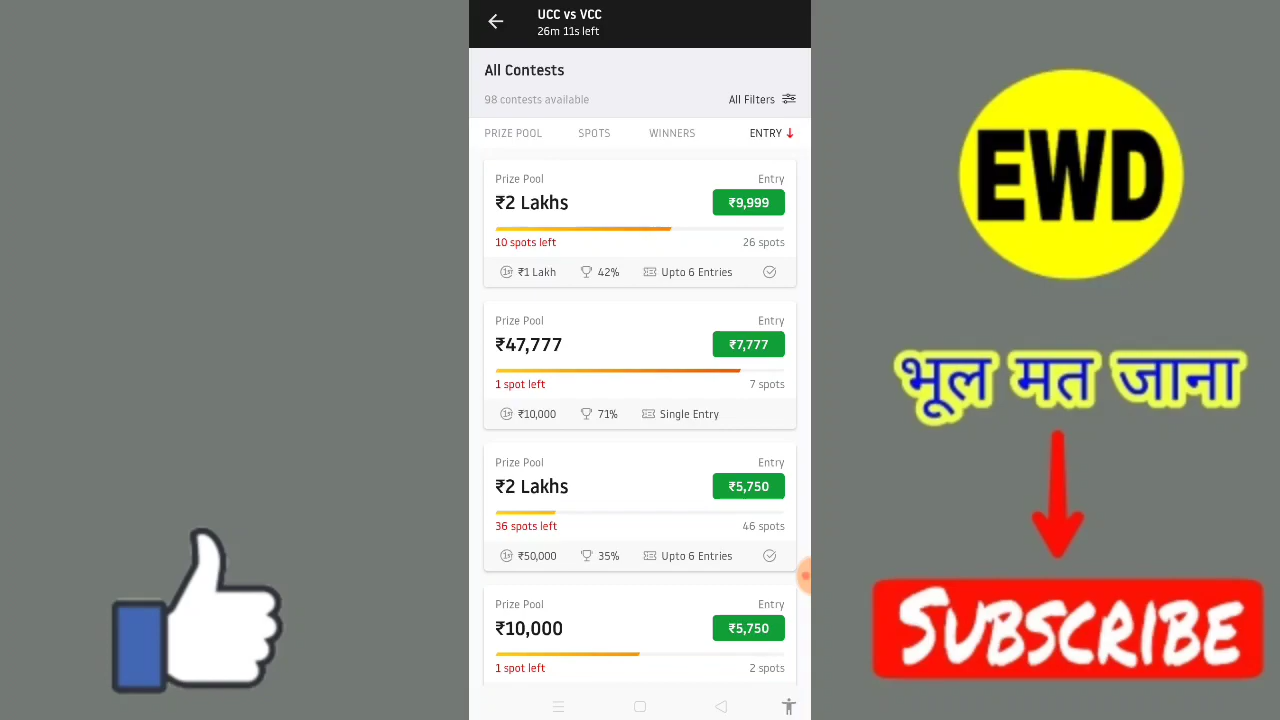 UCC vs VCC
26m 11s left
All Contests
98 contests available
All Filters
PRIZE POOL SPOTS WINNERS ENTRY
Prize Pool Entry
₹2 Lakhs ₹9,999
10 spots left 26 spots
1st ₹1 Lakh 42% Upto 6 Entries
Prize Pool Entry
₹47,777 ₹7,777
1 spot left 7 spots
1st ₹10,000 71% Single Entry
Prize Pool Entry
₹2 Lakhs ₹5,750
36 spots left 46 spots
1st ₹50,000 35% Upto 6 Entries
Prize Pool Entry
₹10,000 ₹5,750
1 spot left 2 spots
EWD
भूल मत जाना
SUBSCRIBE